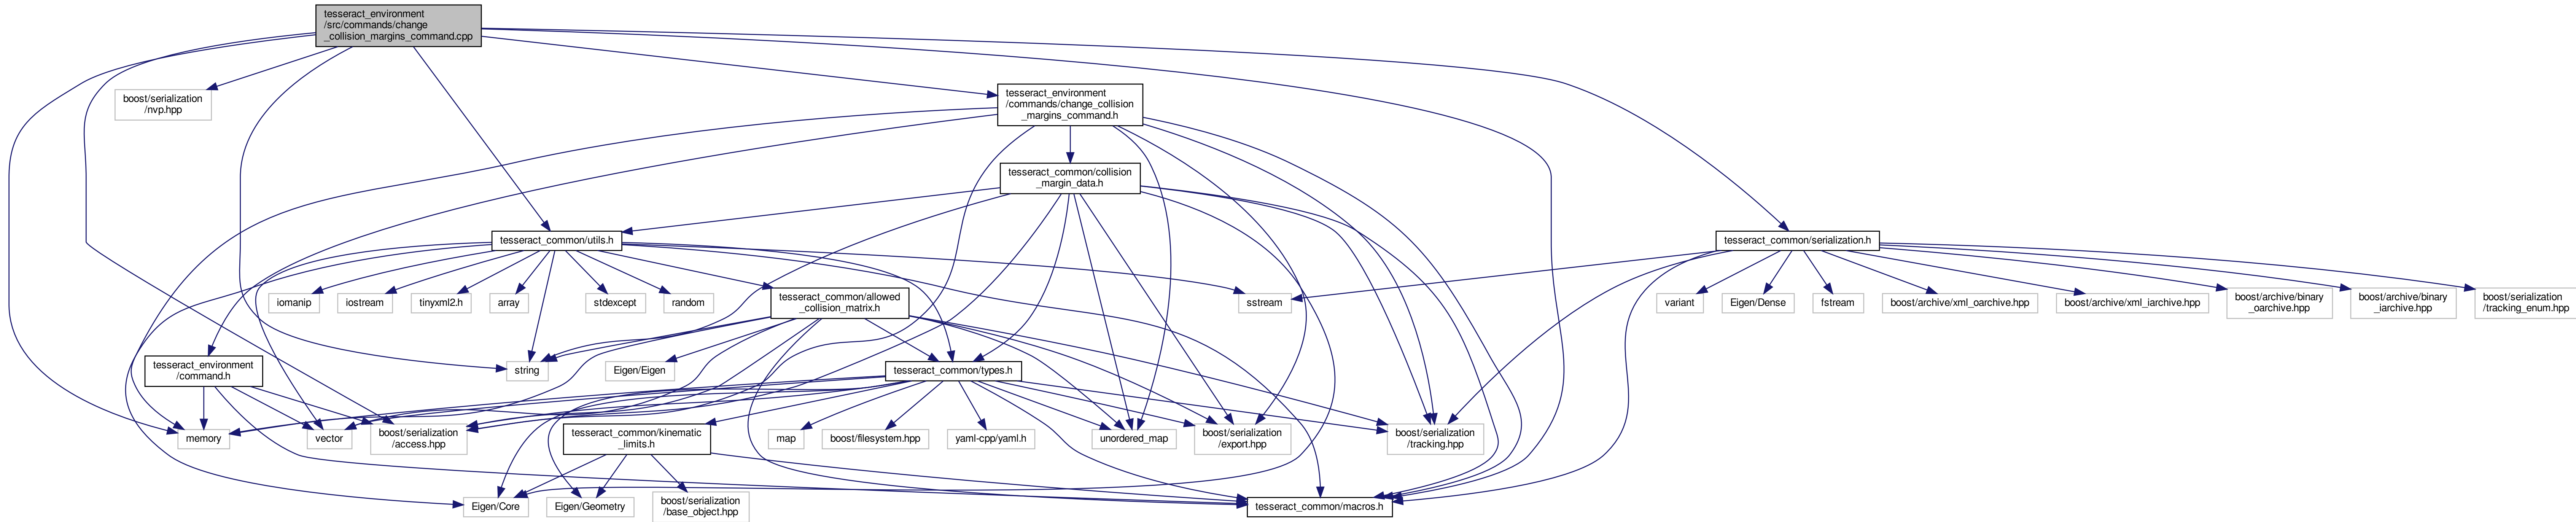 tesseract_environment
/src/commands/change
_collision_margins_command.cpp
boost/serialization
/nvp.hpp
tesseract_environment
/commands/change_collision
_margins_command.h
tesseract_common/collision
_margin_data.h
tesseract_common/utils.h
tesseract_common/serialization.h
iomanip
iostream
tinyxml2.h
array
stdexcept
random
tesseract_common/allowed
_collision_matrix.h
sstream
variant
Eigen/Dense
fstream
boost/archive/xml_oarchive.hpp
boost/archive/xml_iarchive.hpp
boost/archive/binary
_oarchive.hpp
boost/archive/binary
_iarchive.hpp
boost/serialization
/tracking_enum.hpp
tesseract_environment
/command.h
string
Eigen/Eigen
tesseract_common/types.h
memory
vector
boost/serialization
/access.hpp
tesseract_common/kinematic
_limits.h
map
boost/filesystem.hpp
yaml-cpp/yaml.h
unordered_map
boost/serialization
/export.hpp
boost/serialization
/tracking.hpp
Eigen/Core
Eigen/Geometry
boost/serialization
/base_object.hpp
tesseract_common/macros.h